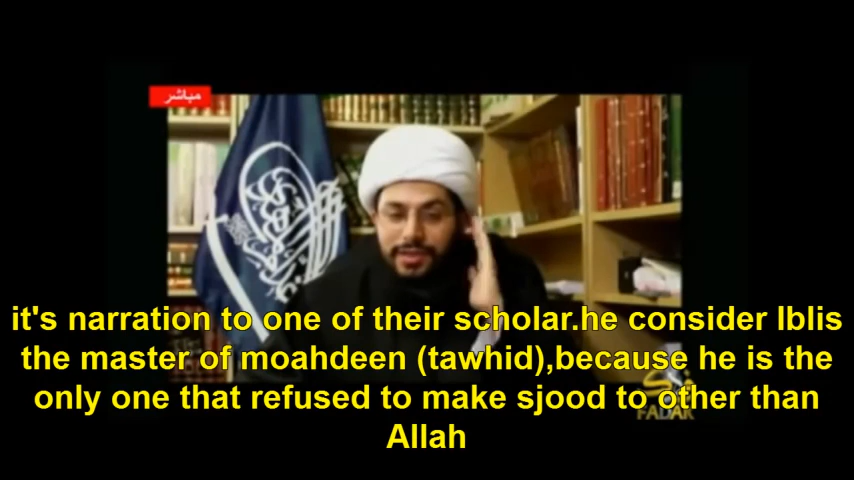 مباشر
it's narration to one of their scholar.he consider Iblis
the master of moahdeen (tawhid),because he is the
only one that refused to make sjood to other than
Allah
فدك
FADAK